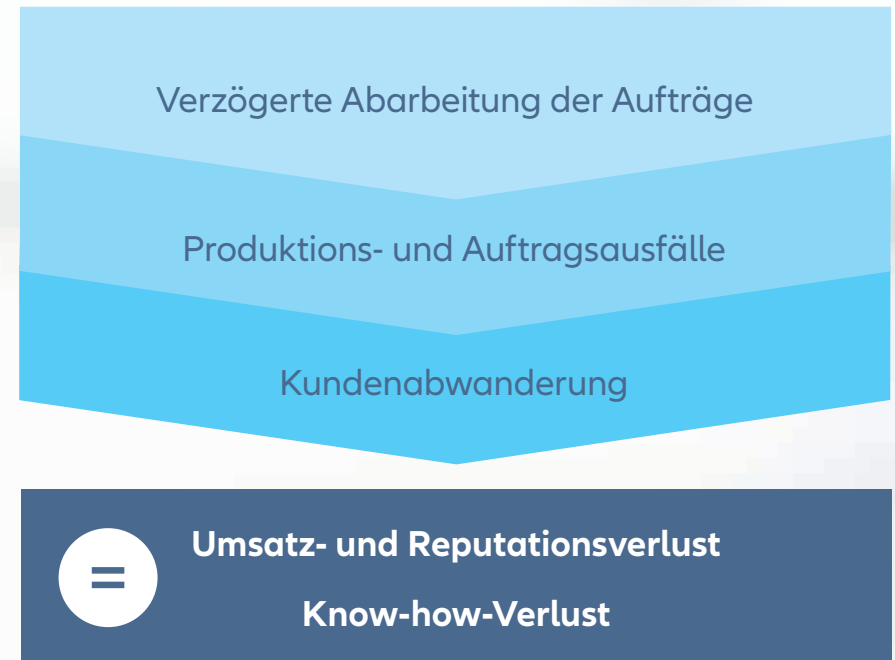 Verzögerte Abarbeitung der Aufträge
Produktions- und Auftragsausfälle
Kundenabwanderung
=
Umsatz- und Reputationsverlust
Know-how-Verlust